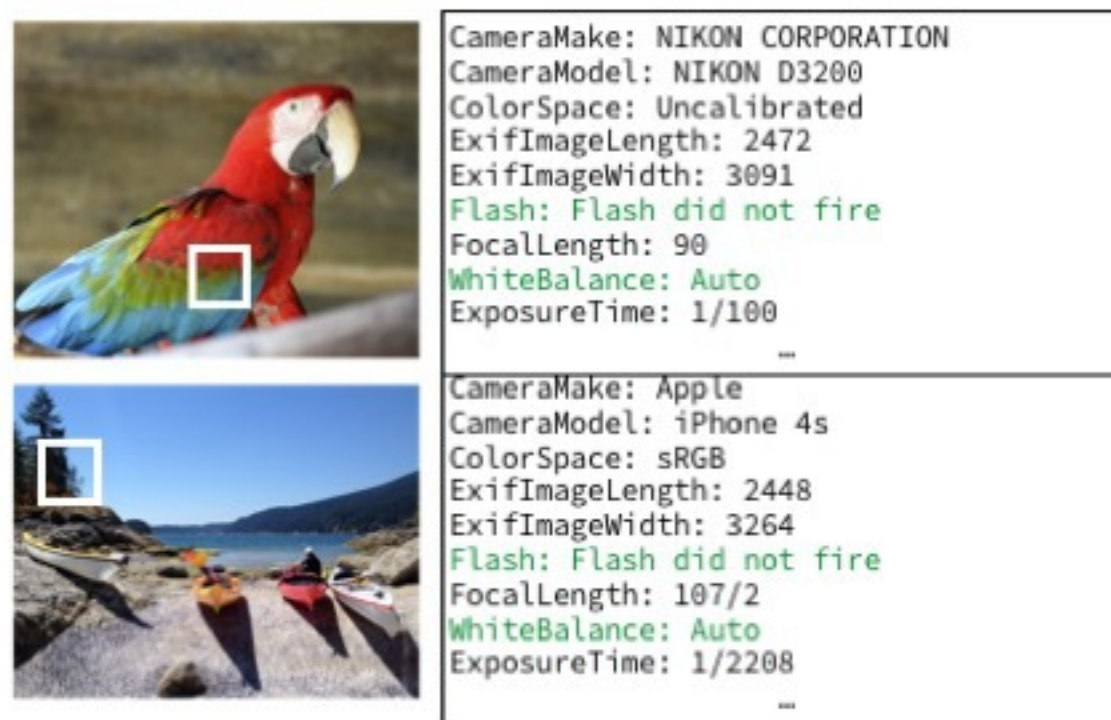 CameraMake: NIKON CORPORATION
CameraModel: NIKON D3200
ColorSpace: Uncalibrated
ExifImageLength: 2472
ExifImageWidth: 3091
Flash: Flash did not fire
FocalLength: 90
WhiteBalance: Auto
ExposureTime: 1/100
…
CameraMake: Apple
CameraModel: iPhone 4s
ColorSpace: sRGB
ExifImageLength: 2448
ExifImageWidth: 3264
Flash: Flash did not fire
FocalLength: 107/2
WhiteBalance: Auto
ExposureTime: 1/2208
…